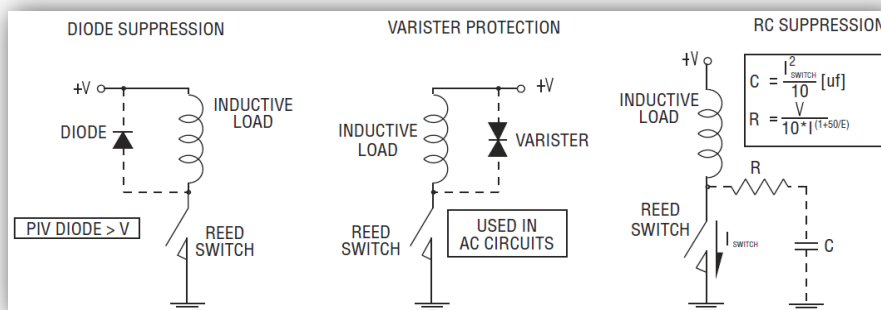 DIODE SUPPRESSION
+V
INDUCTIVE
LOAD
DIODE
PIV DIODE > V
REED
SWITCH
VARISTER PROTECTION
+V
INDUCTIVE
LOAD
VARISTER
REED
SWITCH
USED IN
AC CIRCUITS
RC SUPPRESSION
+V
C = I²SWITCH/10 [uf]
R = V/10*I(1+50/E)
INDUCTIVE
LOAD
R
REED
SWITCH
I SWITCH
C